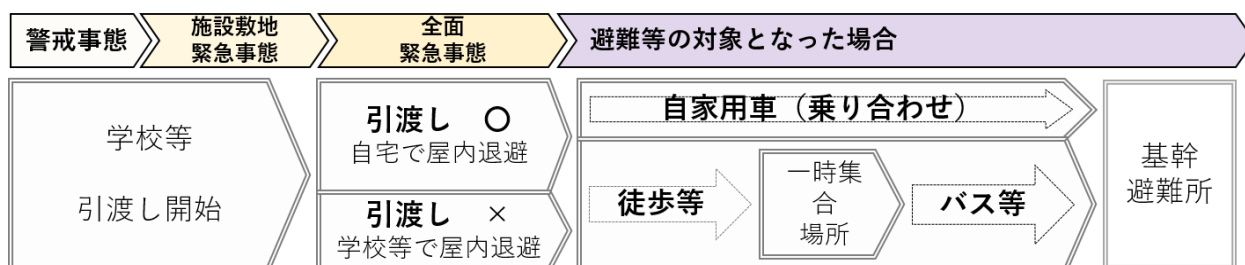 警戒事態
施設敷地
緊急事態
全面
緊急事態
避難等の対象となった場合
学校等
引渡し開始
引渡し　〇
自宅で屋内退避
引渡し　×
学校等で屋内退避
自家用車（乗り合わせ）
徒歩等
一時集
合
場所
バス等
基幹
避難所